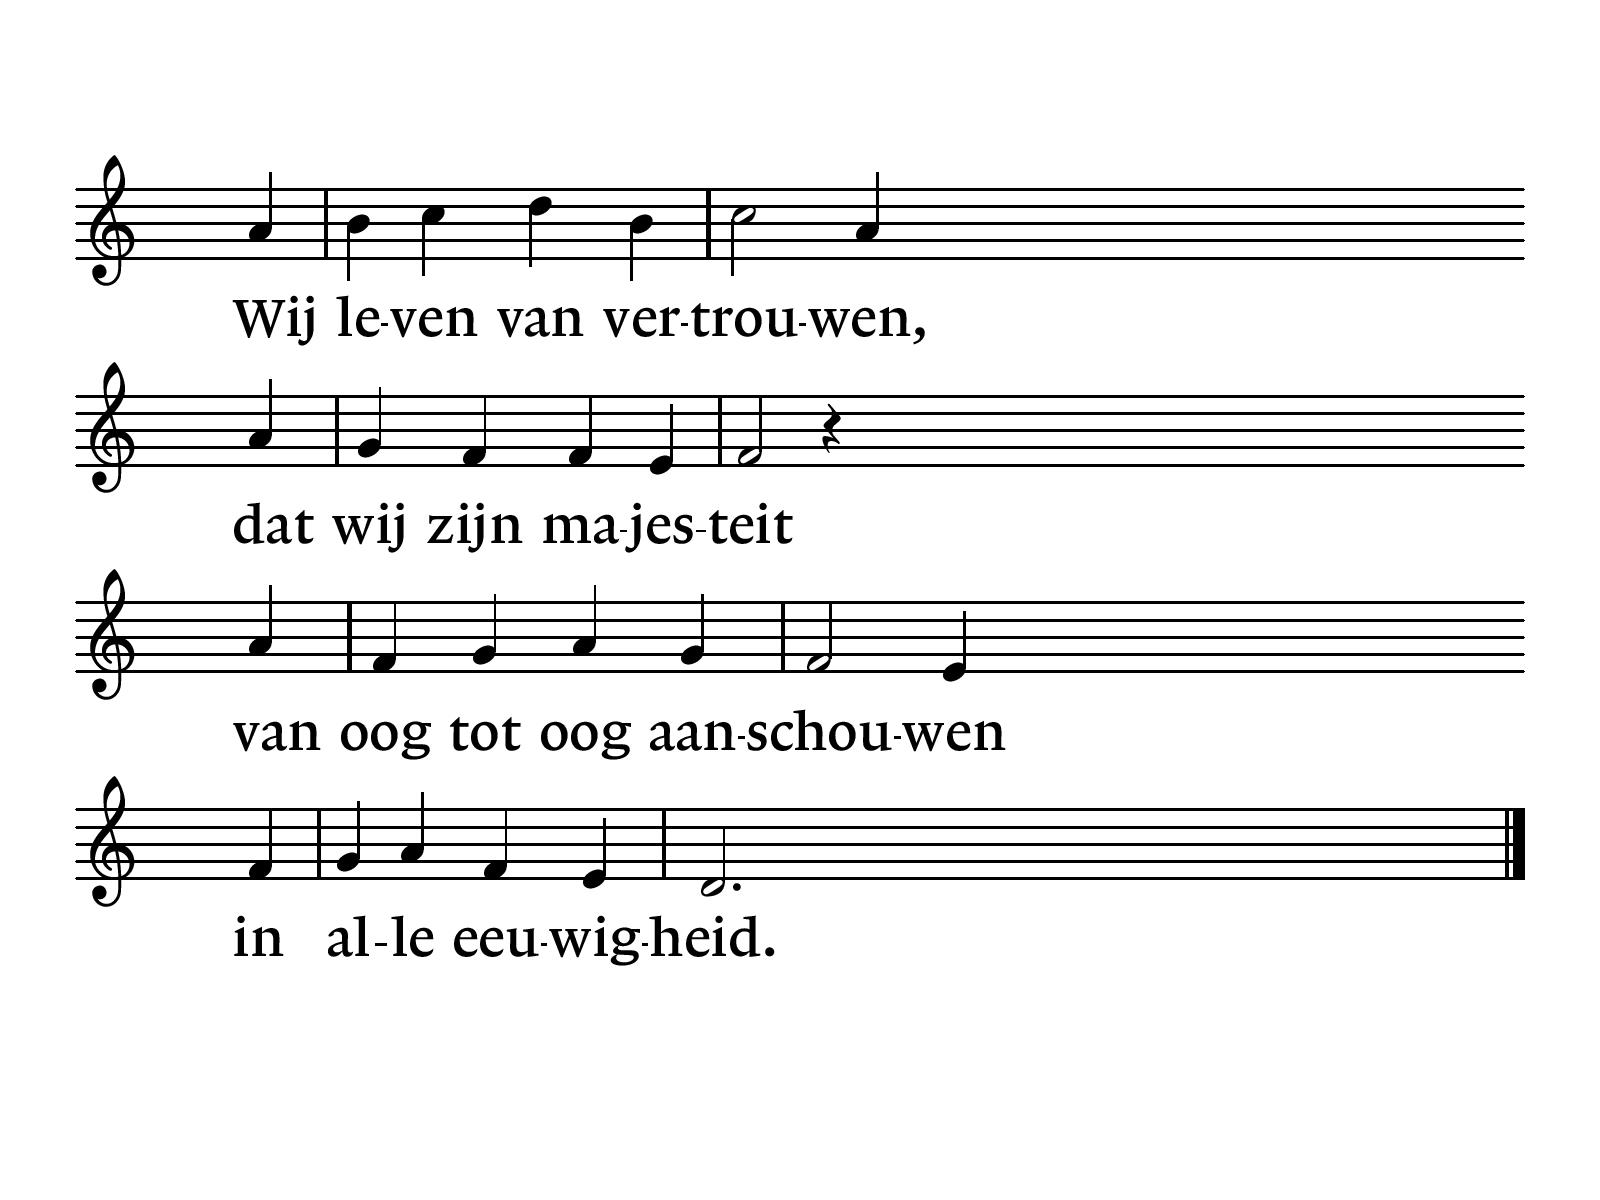 Wij le-ven van ver-trou-wen,
dat wij zijn ma-jes-teit
van oog tot oog aan-schou-wen
in al-le eeu-wig-heid.